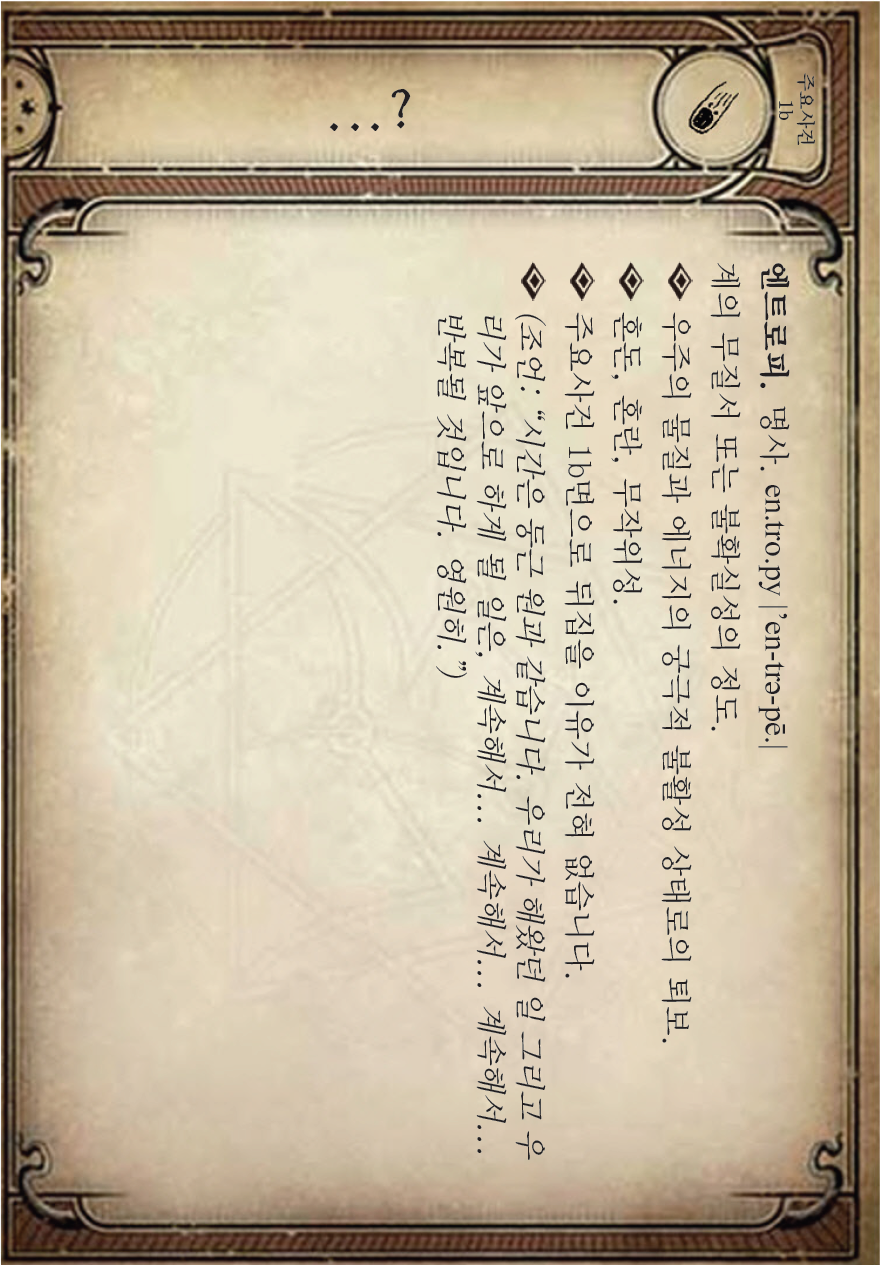 주요사건
1b
...?
엔트로피. 명사. en.tro.py |’en-trə-pē.|
계의 무질서 또는 불확실성의 정도.
우주의 물질과 에너지의 궁극적 불활성 상태로의 퇴보.
혼돈, 혼란, 무작위성.
주요사건 1b면으로 뒤집을 이유가 전혀 없습니다.
(조언: “시간은 둥근 원과 같습니다. 우리가 해왔던 일 그리고 우
리가 앞으로 하게 될 일은, 계속해서... 계속해서... 계속해서...
반복될 것입니다. 영원히.”)